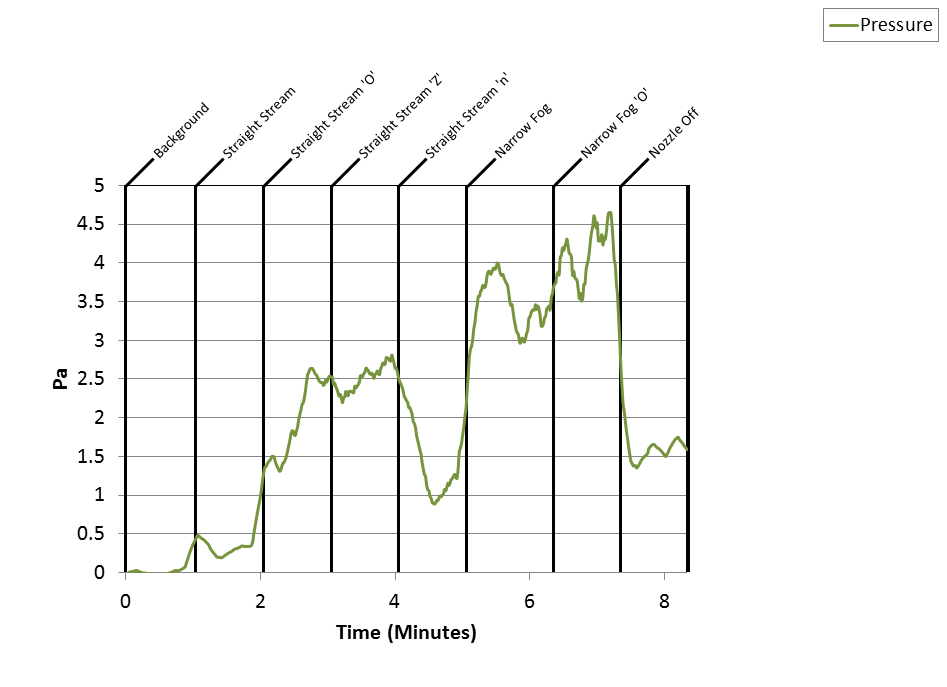 Pressure
Background
Straight Stream
Straight Stream 'O'
Straight Stream 'Z'
Straight Stream 'n'
Narrow Fog
Narrow Fog 'O'
Nozzle Off
5
4.5
4
3.5
3
2.5
2
1.5
1
0.5
0
Pa
0 2 4 6 8
Time (Minutes)